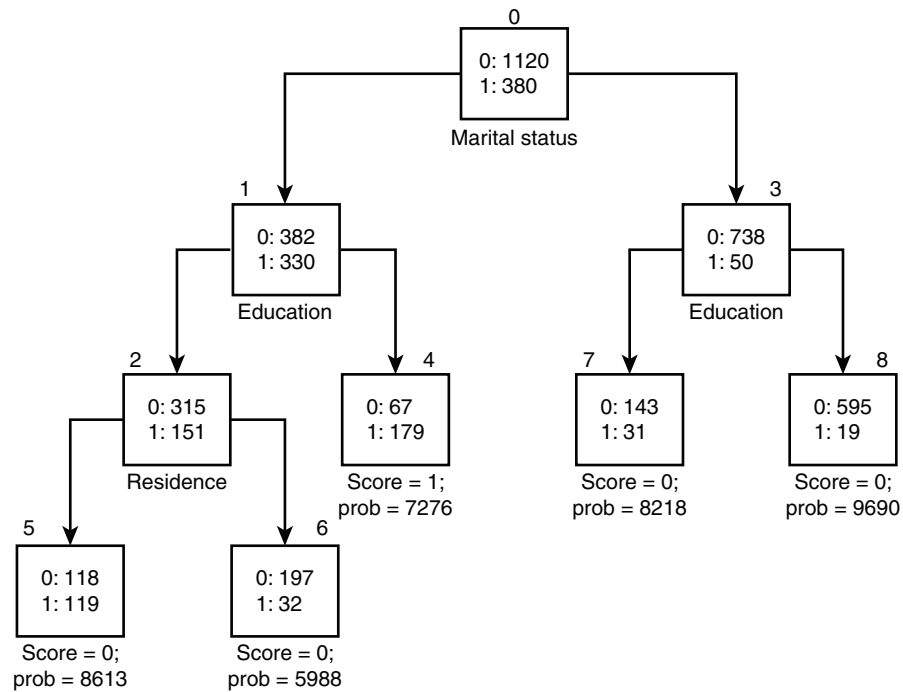 0
0: 1120
1: 380
Marital status
1
0: 382
1: 330
Education
3
0: 738
1: 50
Education
2
0: 315
1: 151
Residence
4
0: 67
1: 179
Score = 1;
prob = 7276
7
0: 143
1: 31
Score = 0;
prob = 8218
8
0: 595
1: 19
Score = 0;
prob = 9690
5
0: 118
1: 119
Score = 0;
prob = 8613
6
0: 197
1: 32
Score = 0;
prob = 5988